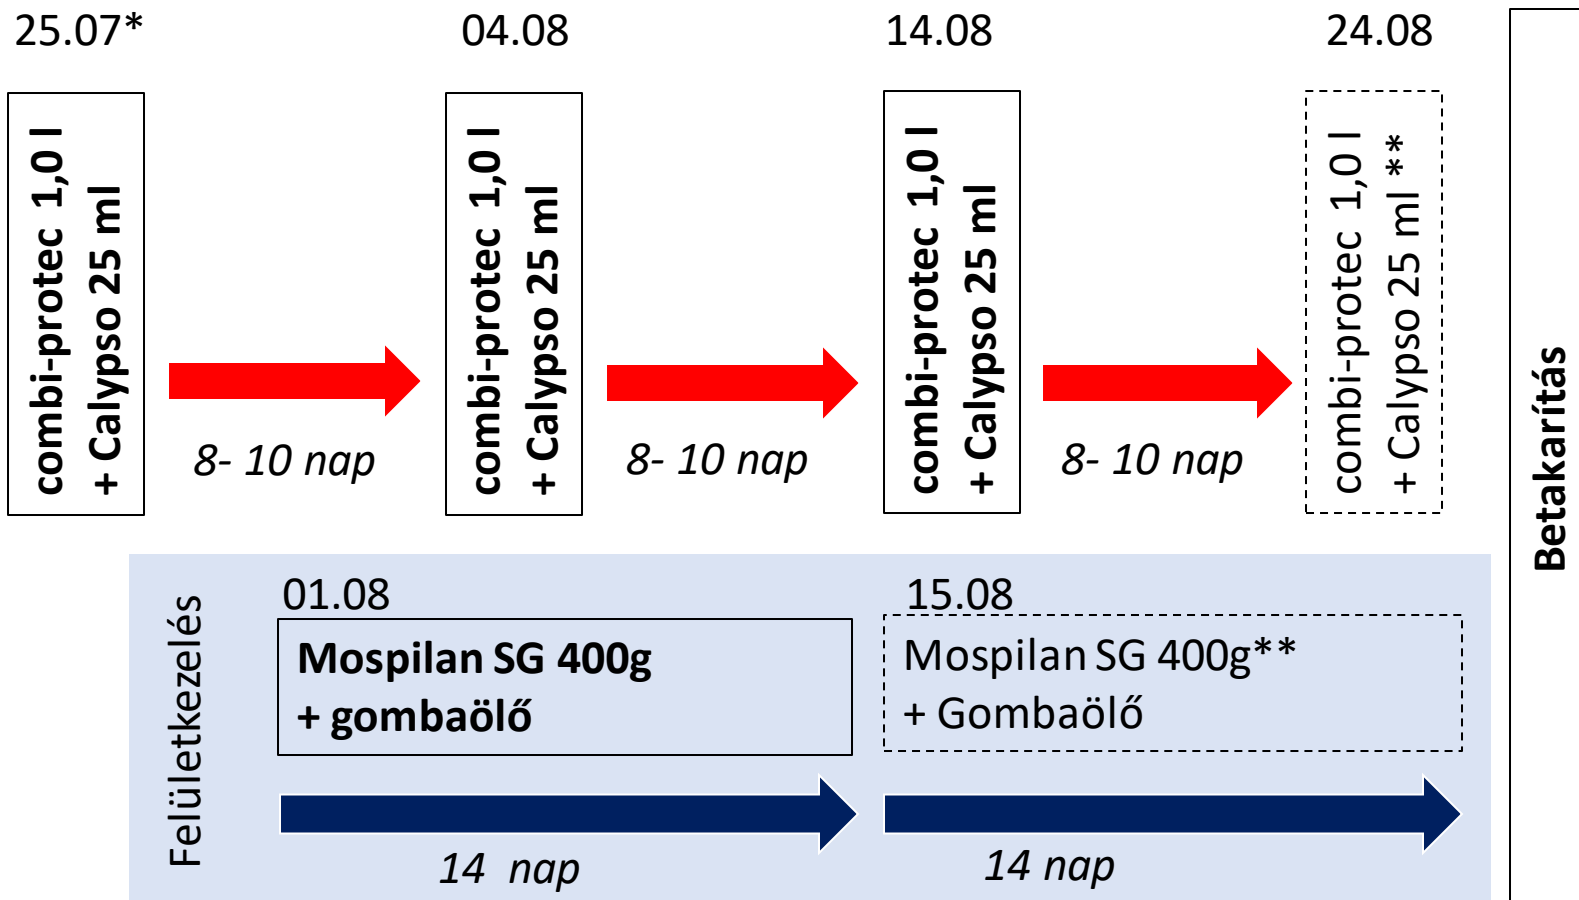 25.07*
04.08
14.08
24.08
combi-protec 1,0 l
+ Calypso 25 ml
combi-protec 1,0 l
+ Calypso 25 ml
combi-protec 1,0 l
+ Calypso 25 ml
combi-protec 1,0 l
+ Calypso 25 ml **
8- 10 nap
8- 10 nap
8- 10 nap
Betakarítás
Felületkezelés
01.08
Mospilan SG 400g
+ gombaölő
14 nap
15.08
Mospilan SG 400g**
+ Gombaölő
14 nap